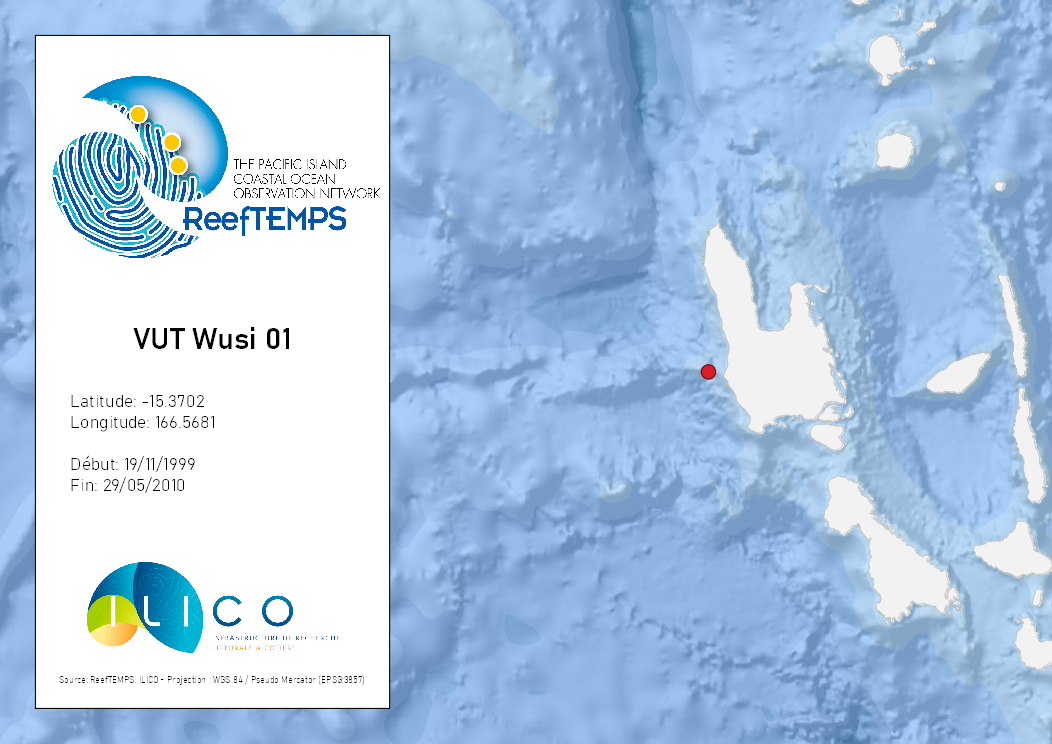 THE PACIFIC ISLAND
COASTAL OCEAN
OBSERVATION NETWORK
ReefTEMPS
VUT Wusi 01
Latitude: -15.3702
Longitude: 166.5681
Début: 19/11/1999
Fin: 29/05/2010
ILICO
INFRASTRUCTURE DE RECHERCHE
LITTORALE & CÔTIÈRE
Source: ReefTEMPS, ILICO - Projection : WGS 84 / Pseudo Mercator (EPSG:3857)